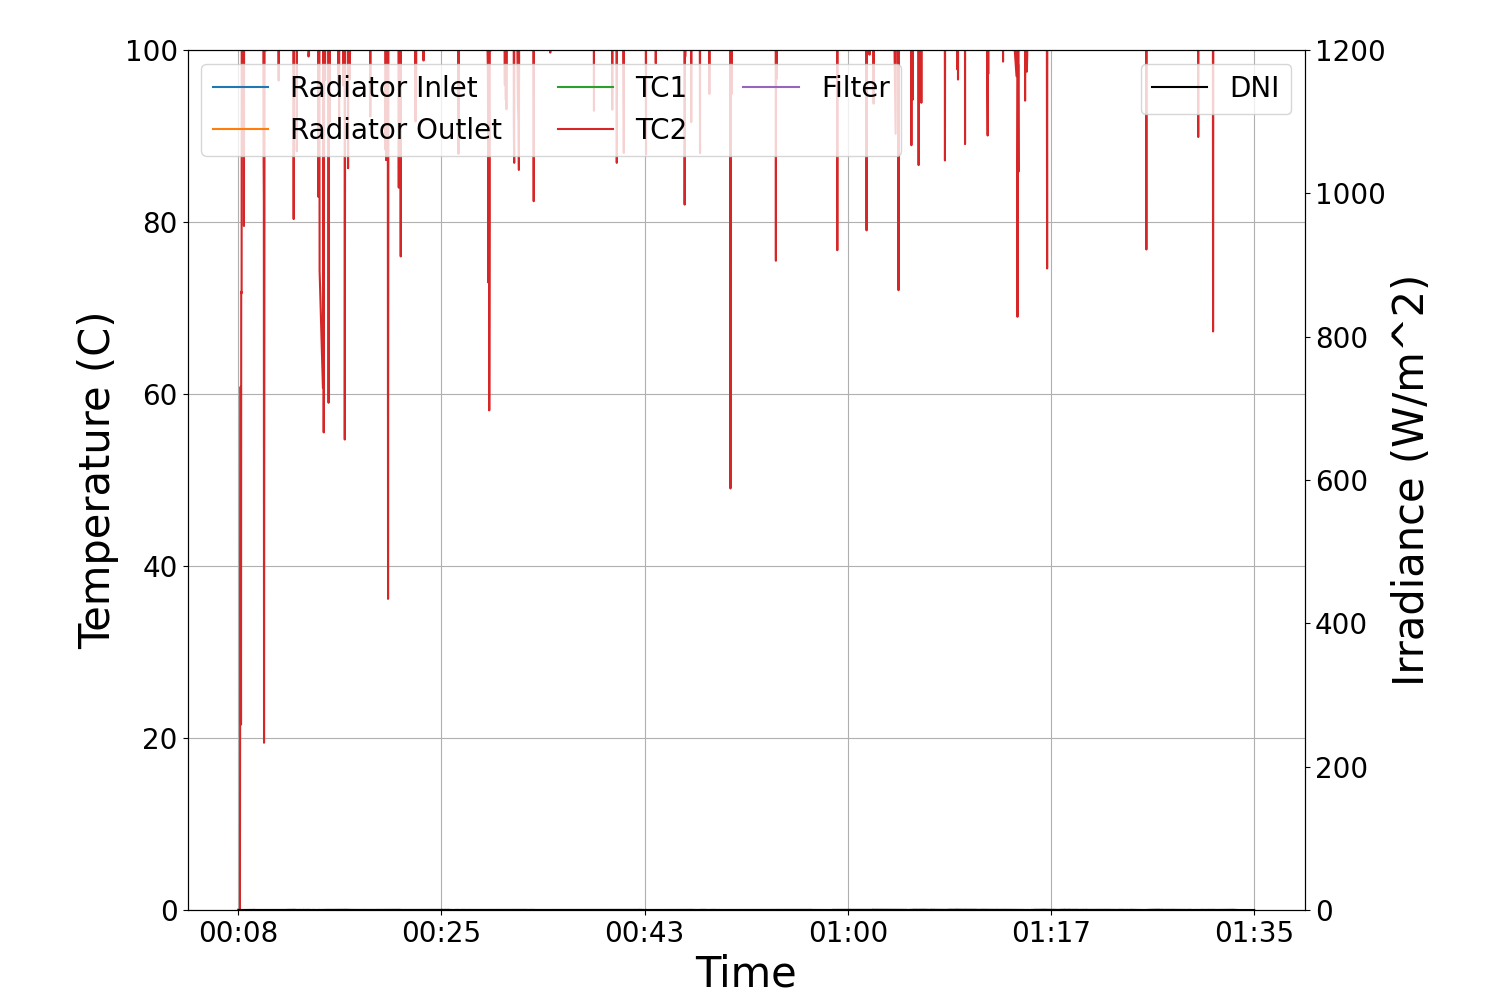 100
80
60
40
20
0
Temperature (C)
Radiator Inlet
Radiator Outlet
TC1
TC2
Filter
DNI
1200
1000
800
600
400
200
0
Irradiance (W/m^2)
00:08
00:25
00:43
01:00
01:17
01:35
Time